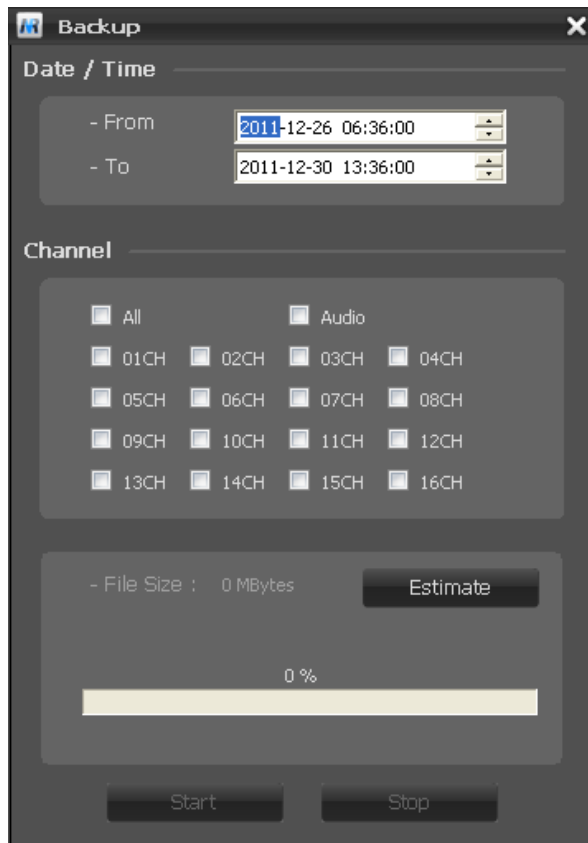 Backup
Date / Time
- From 2011-12-26 06:36:00
- To 2011-12-30 13:36:00
Channel
All Audio
01CH 02CH 03CH 04CH
05CH 06CH 07CH 08CH
09CH 10CH 11CH 12CH
13CH 14CH 15CH 16CH
- File Size : 0 MBytes Estimate
0 %
Start Stop